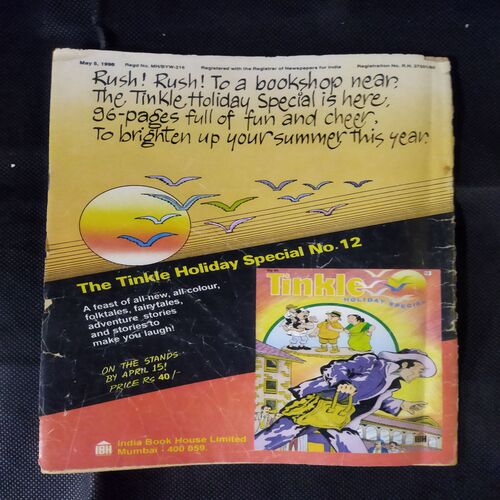 May 5, 1996 Regd No. MH/BYW-216 Registered with the Registrar of Newspapers for India Registration No. R.N.
Rush! Rush! To a bookshop near,
The Tinkle Holiday Special is here,
96-pages full of fun and cheer,
To brighten up your summer this year.
The Tinkle Holiday Special No. 12
A feast of all-new, all-colour,
folktales, fairytales,
adventure stories
and stories to
make you laugh!
ON THE STANDS
BY APRIL 15!
PRICE RS 40/-
Tinkle
HOLIDAY SPECIAL
IBH
India Book House Limited
Mumbai - 400 059.